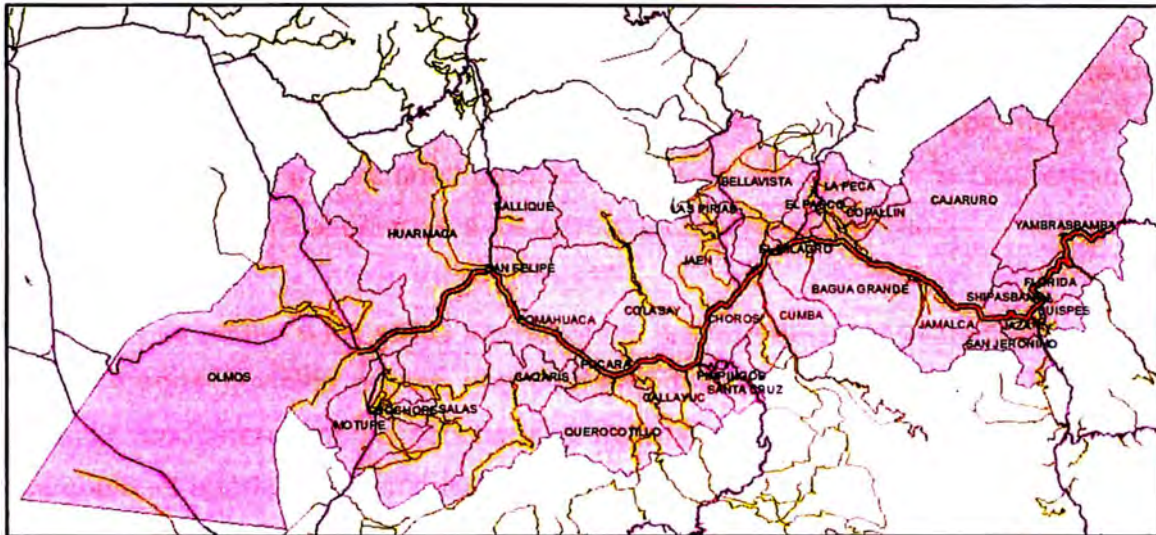 BELLAVISTA
LA PECA
SALLIQUE
LAS PIRIAS
EL PARCO
COPALLIN
CAJARURO
YAMBRASBAMBA
HUARMACA
EL MILAGRO
JAEN
SAN FELIPE
BAGUA GRANDE
FLORIDA
SHIPASBAMBA
CUISPES
POMAHUACA
COLASAY
CHOROS
CUMBA
JAMALCA
JAZAN
SAN JERONIMO
OLMOS
PUCARA
CAÑARIS
PIMPINGOS
SANTA CRUZ
CALLAYUC
CHOCHOPE
SALAS
MOTUPE
QUEROCOTILLO